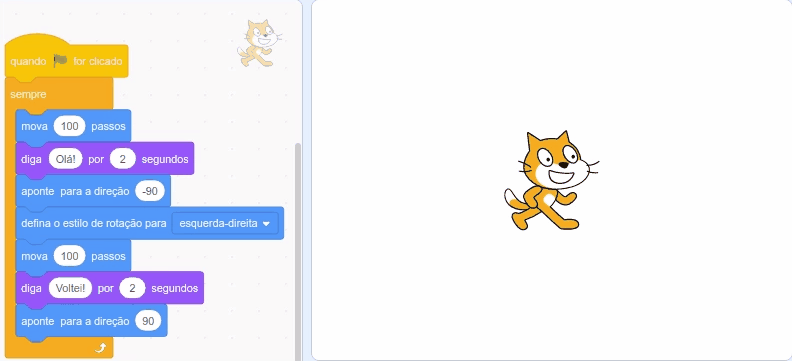 quando for clicado
sempre
mova 100 passos
diga Olá! por 2 segundos
aponte para a direção -90
defina o estilo de rotação para esquerda-direita
mova 100 passos
diga Voltei! por 2 segundos
aponte para a direção 90